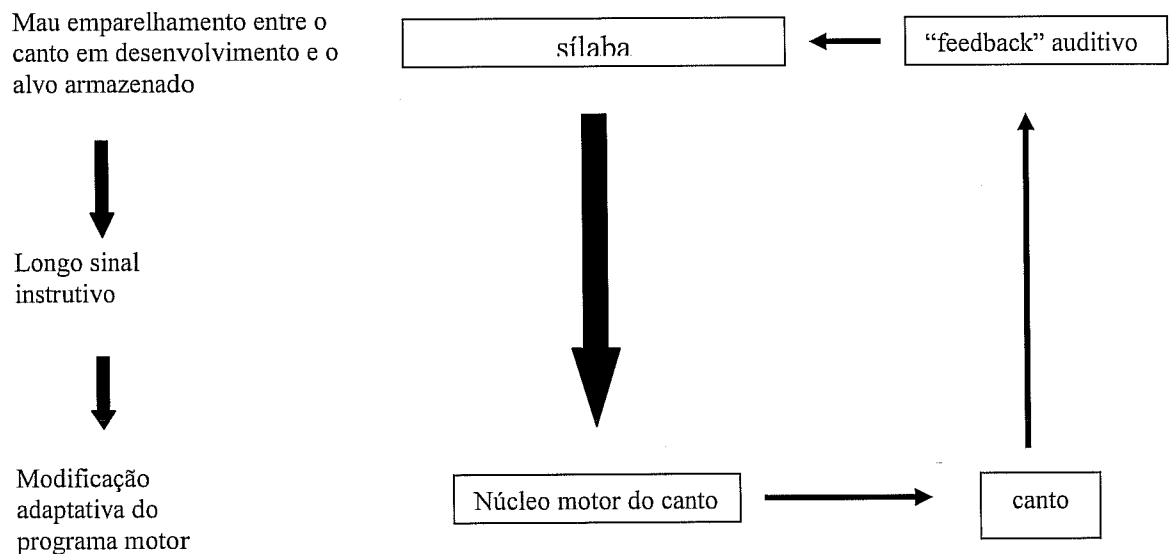 Mau emparelhamento entre o
canto em desenvolvimento e o
alvo armazenado
sílaba
“feedback” auditivo
Longo sinal
instrutivo
Modificação
adaptativa do
programa motor
Núcleo motor do canto
canto